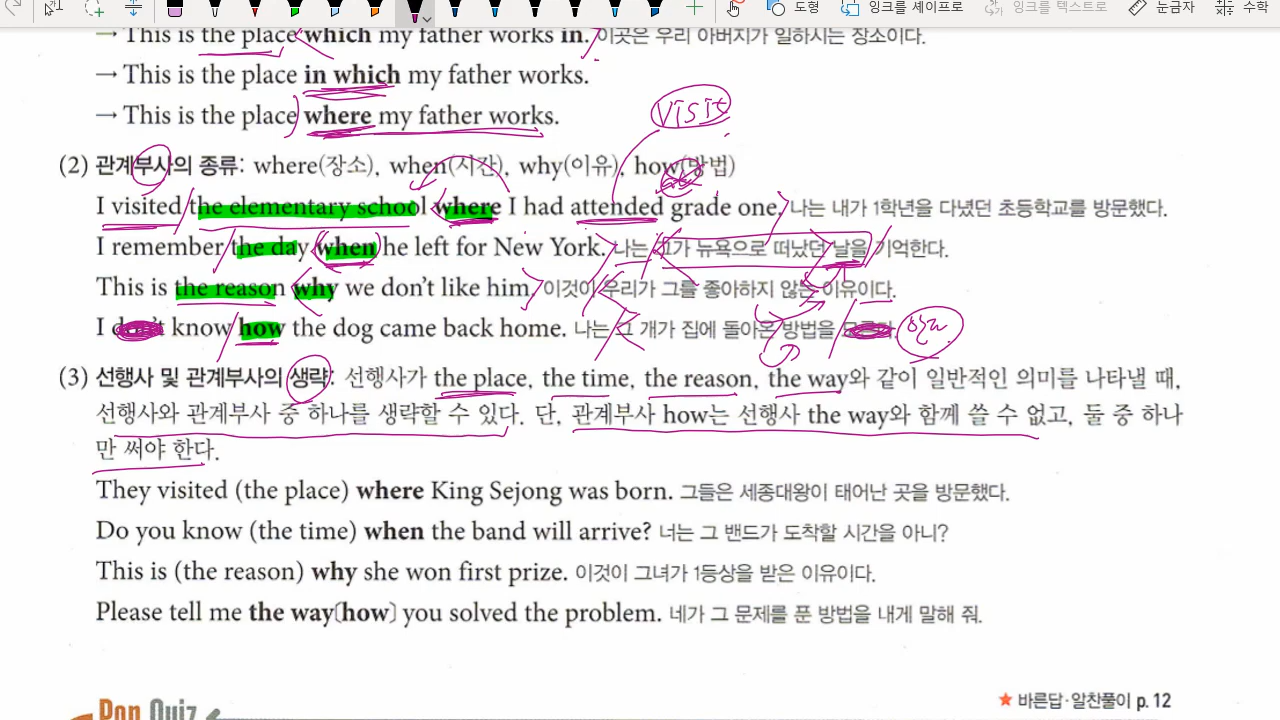 도형 잉크를 셰이프로 잉크를 텍스트로 눈금자 수학
→ This is the place which my father works in. 이곳은 우리 아버지가 일하시는 장소이다.
→ This is the place in which my father works.
→ This is the place where my father works.
VISIt
(2) 관계부사의 종류: where(장소), when(시간), why(이유), how(방법)
I visited the elementary school where I had attended grade one. 나는 내가 1학년을 다녔던 초등학교를 방문했다.
I remember the day when he left for New York. 나는 그가 뉴욕으로 떠났던 날을 기억한다.
This is the reason why we don't like him. 이것이 우리가 그를 좋아하지 않는 이유이다.
I don't know how the dog came back home. 나는 그 개가 집에 돌아온 방법을 모른다. 안다
(3) 선행사 및 관계부사의 생략: 선행사가 the place, the time, the reason, the way와 같이 일반적인 의미를 나타낼 때,
선행사와 관계부사 중 하나를 생략할 수 있다. 단, 관계부사 how는 선행사 the way와 함께 쓸 수 없고, 둘 중 하나
만 써야 한다.
They visited (the place) where King Sejong was born. 그들은 세종대왕이 태어난 곳을 방문했다.
Do you know (the time) when the band will arrive? 너는 그 밴드가 도착할 시간을 아니?
This is (the reason) why she won first prize. 이것이 그녀가 1등상을 받은 이유이다.
Please tell me the way[how] you solved the problem. 네가 그 문제를 푼 방법을 내게 말해 줘.
★ 바른답·알찬풀이 p. 12
Pop Quiz